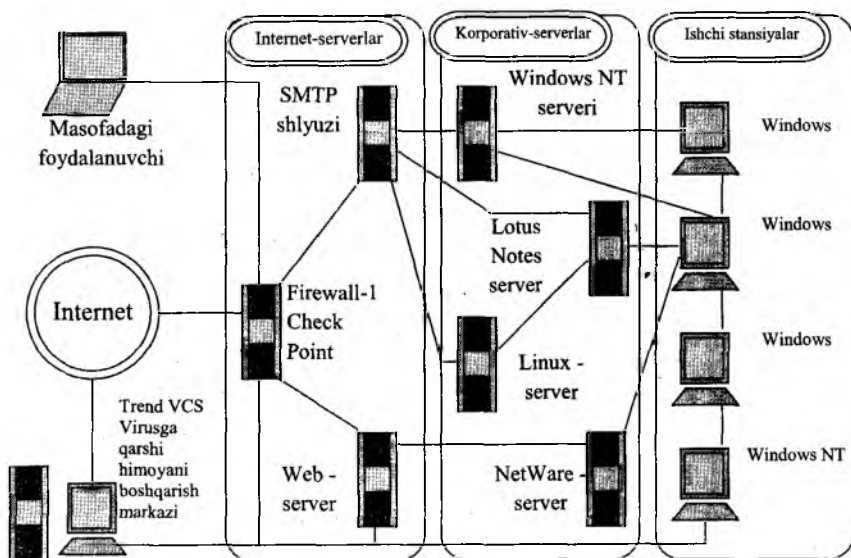 Internet-serverlar
Korporativ-serverlar
Ishchi stansiyalar
Masofadagi
foydalanuvchi
SMTP
shlyuzi
Windows NT
serveri
Windows
Lotus
Notes
server
Windows
Internet
Firewall-1
Check
Point
Linux -
server
Windows
Trend VCS
Virusga
qarshi
himoyani
boshqarish
markazi
Web -
server
NetWare -
server
Windows NT